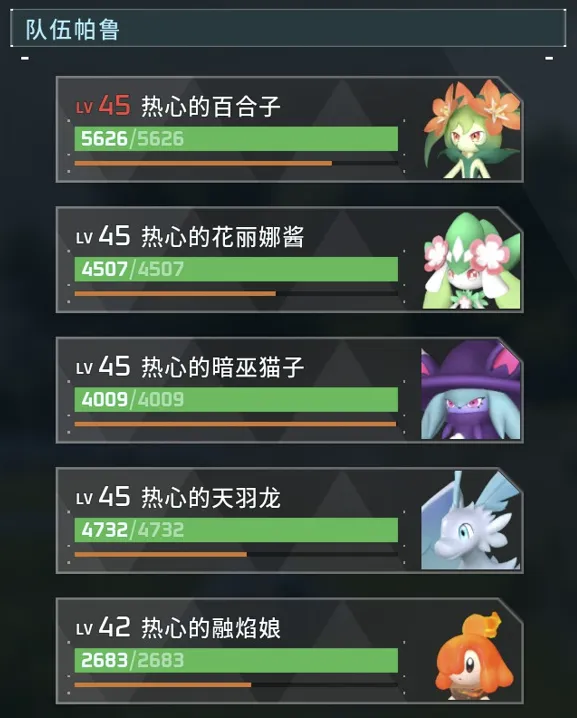 队伍帕鲁
LV 45 热心的百合子
5626/5626
LV 45 热心的花丽娜酱
4507/4507
LV 45 热心的暗巫猫子
4009/4009
LV 45 热心的天羽龙
4732/4732
LV 42 热心的融焰娘
2683/2683